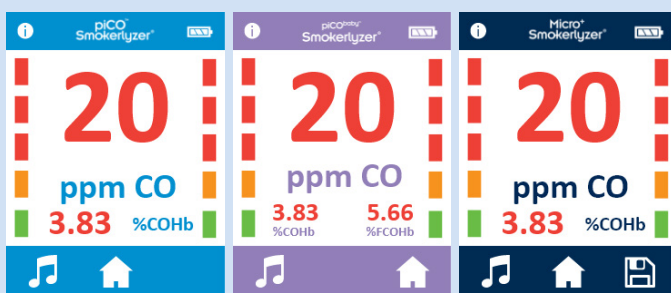 piCO⁺
Smokerlyzer®
20
ppm CO
3.83 %COHb
piCObaby™
Smokerlyzer®
20
ppm CO
3.83 5.66
%COHb %FCOHb
Micro⁺
Smokerlyzer®
20
ppm CO
3.83 %COHb